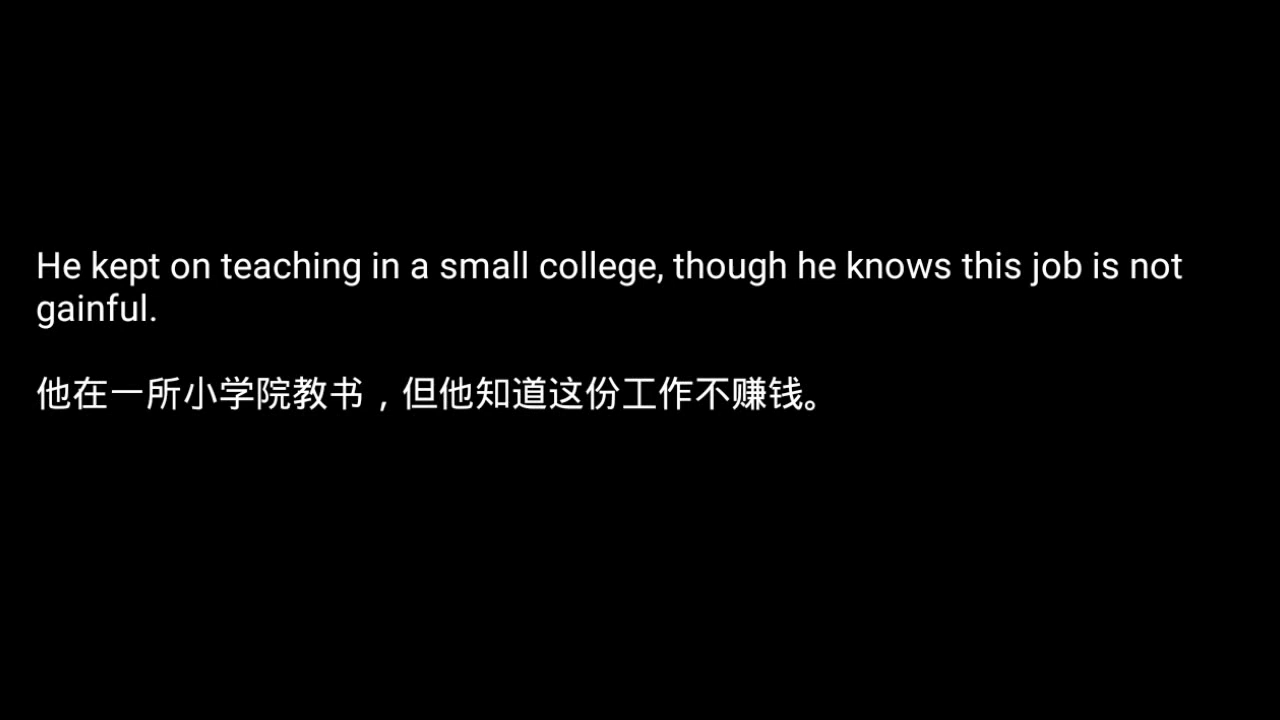 He kept on teaching in a small college, though he knows this job is not
gainful.
他在一所小学院教书，但他知道这份工作不赚钱。